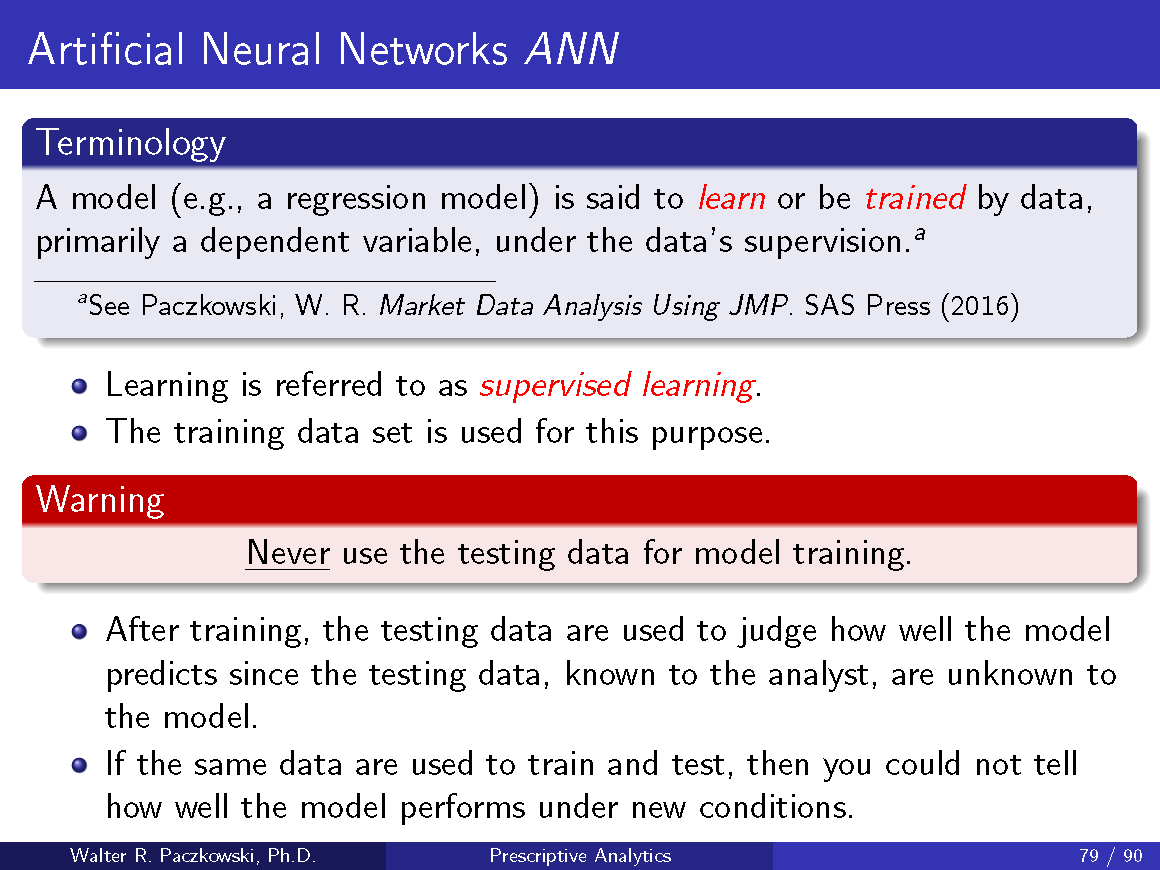 Artificial Neural Networks ANN
Terminology
A model (e.g., a regression model) is said to learn or be trained by data,
primarily a dependent variable, under the data's supervision.a
aSee Paczkowski, W. R. Market Data Analysis Using JMP. SAS Press (2016)
Learning is referred to as supervised learning.
The training data set is used for this purpose.
Warning
Never use the testing data for model training.
After training, the testing data are used to judge how well the model
predicts since the testing data, known to the analyst, are unknown to
the model.
If the same data are used to train and test, then you could not tell
how well the model performs under new conditions.
Walter R. Paczkowski, Ph.D. Prescriptive Analytics 79 / 90